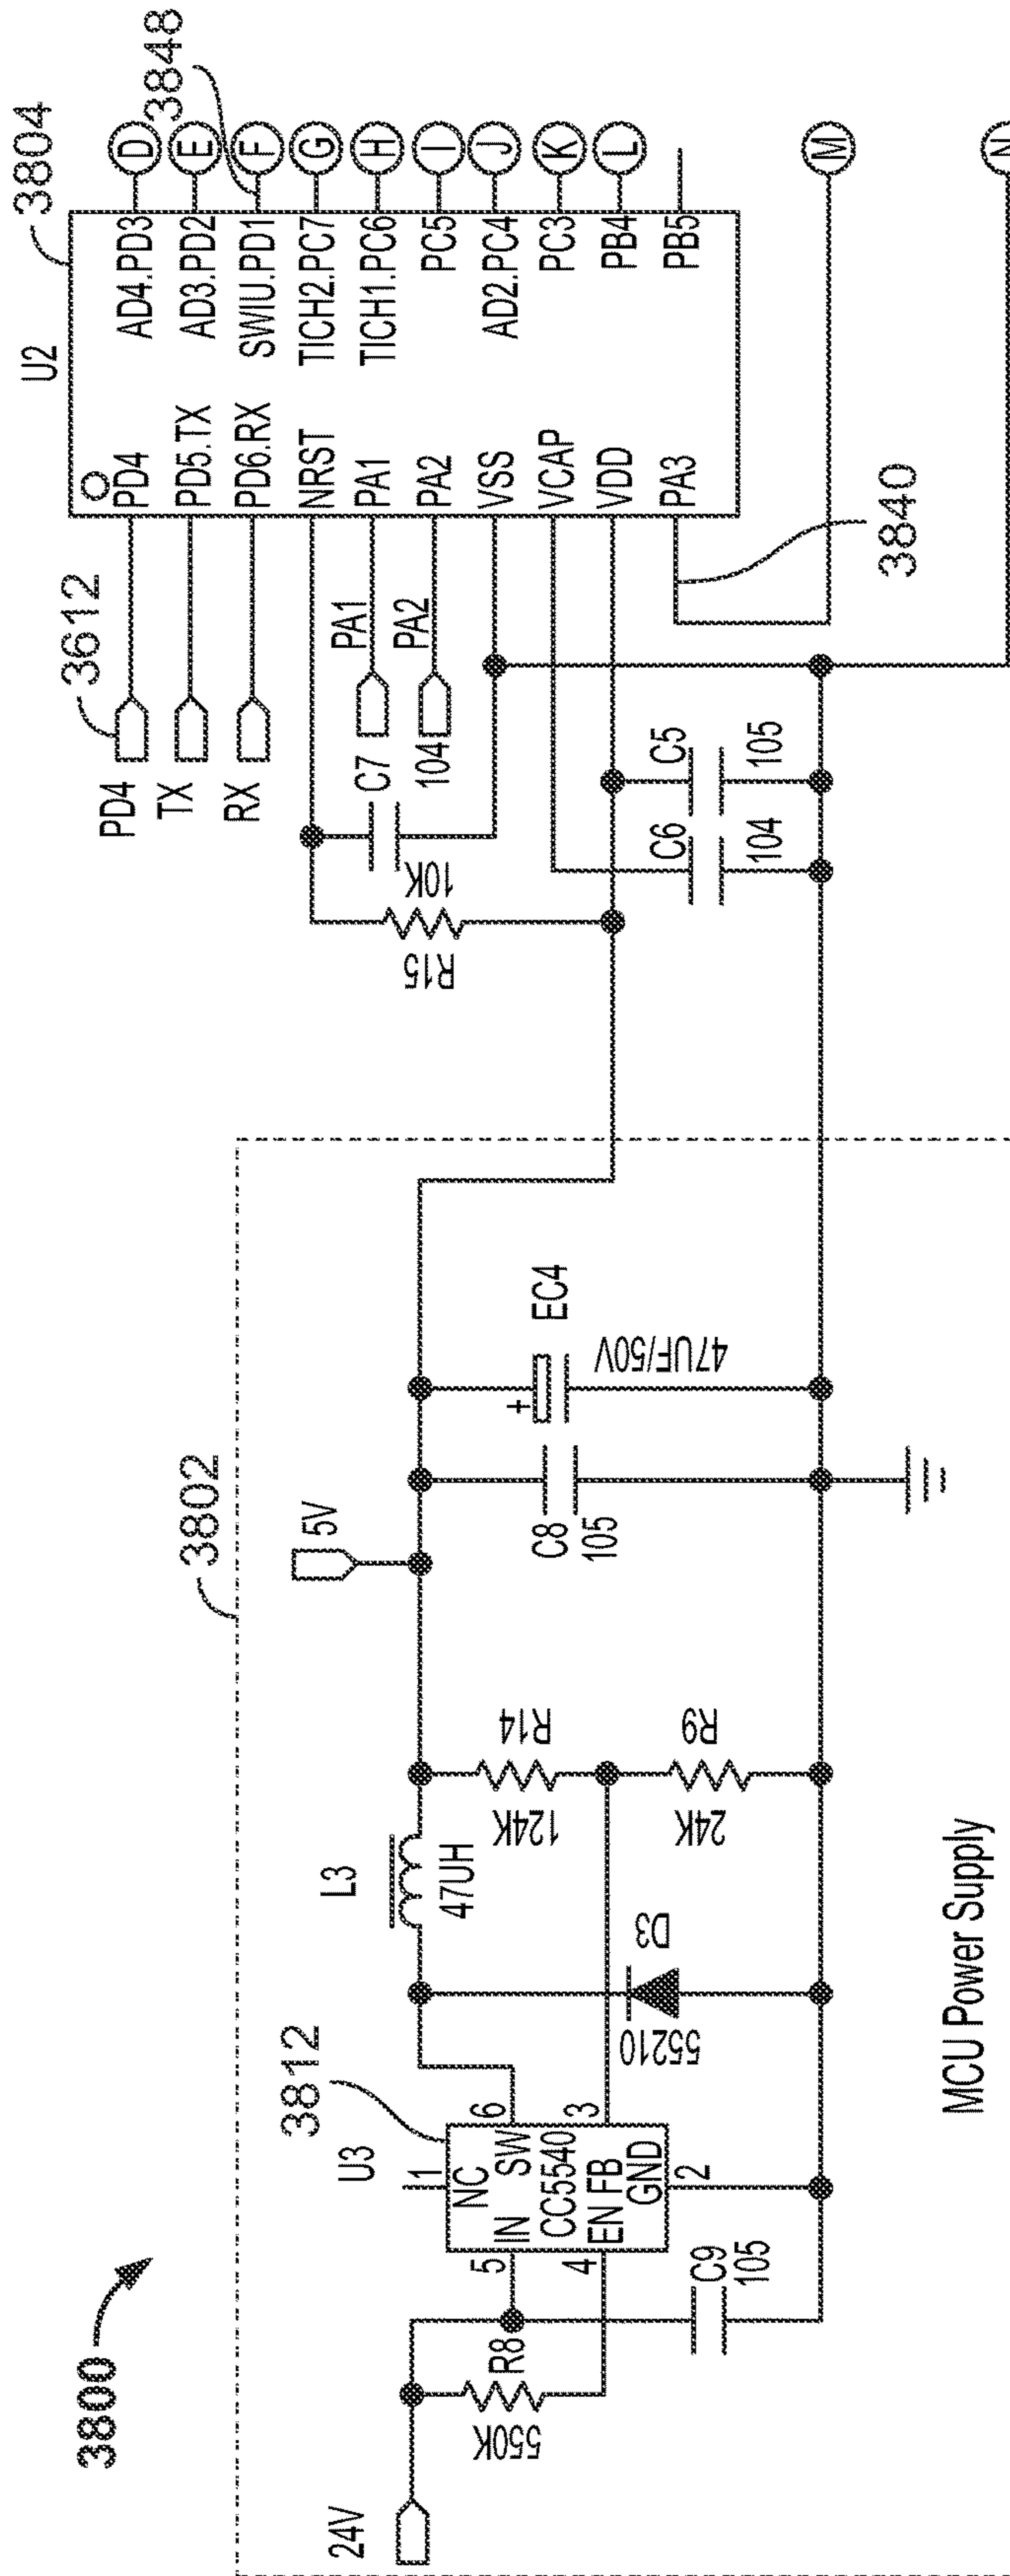 3800
3802
3804
3848
3612
3840
3812
U2
PD4
TX
RX
PD4
PD5.TX
PD6.RX
NRST
PA1
PA2
VSS
VCAP
VDD
PA3
AD4.PD3
AD3.PD2
SWIU.PD1
TICH2.PC7
TICH1.PC6
PC5
AD2.PC4
PC3
PB4
PB5
D
E
F
G
H
I
J
K
L
M
N
PA1
PA2
C7
104
R15
10K
C6
104
C5
105
24V
R8
550K
U3
1
NC
5
IN
SW
6
CC5540
4
EN
FB
3
GND
2
C9
105
D3
55210
L3
47UH
R14
124K
R9
24K
5V
C8
105
+
EC4
47UF/50V
MCU Power Supply